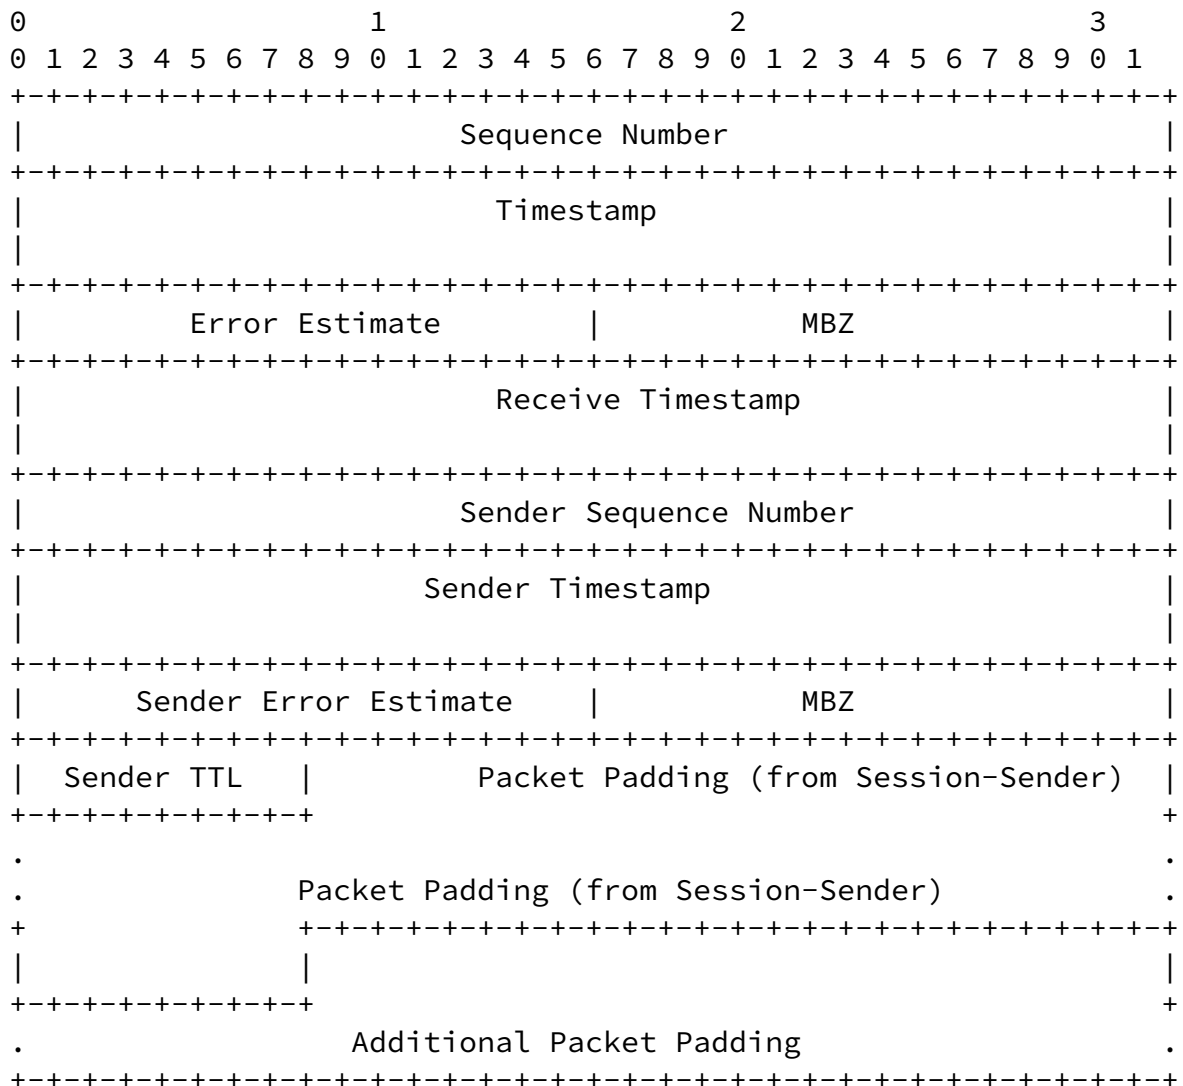 0                   1                   2                   3
0 1 2 3 4 5 6 7 8 9 0 1 2 3 4 5 6 7 8 9 0 1 2 3 4 5 6 7 8 9 0 1
+-+-+-+-+-+-+-+-+-+-+-+-+-+-+-+-+-+-+-+-+-+-+-+-+-+-+-+-+-+-+-+-+
|                        Sequence Number                        |
+-+-+-+-+-+-+-+-+-+-+-+-+-+-+-+-+-+-+-+-+-+-+-+-+-+-+-+-+-+-+-+-+
|                          Timestamp                            |
|                                                               |
+-+-+-+-+-+-+-+-+-+-+-+-+-+-+-+-+-+-+-+-+-+-+-+-+-+-+-+-+-+-+-+-+
|         Error Estimate        |           MBZ                 |
+-+-+-+-+-+-+-+-+-+-+-+-+-+-+-+-+-+-+-+-+-+-+-+-+-+-+-+-+-+-+-+-+
|                          Receive Timestamp                    |
|                                                               |
+-+-+-+-+-+-+-+-+-+-+-+-+-+-+-+-+-+-+-+-+-+-+-+-+-+-+-+-+-+-+-+-+
|                        Sender Sequence Number                 |
+-+-+-+-+-+-+-+-+-+-+-+-+-+-+-+-+-+-+-+-+-+-+-+-+-+-+-+-+-+-+-+-+
|                      Sender Timestamp                         |
|                                                               |
+-+-+-+-+-+-+-+-+-+-+-+-+-+-+-+-+-+-+-+-+-+-+-+-+-+-+-+-+-+-+-+-+
|      Sender Error Estimate    |           MBZ                 |
+-+-+-+-+-+-+-+-+-+-+-+-+-+-+-+-+-+-+-+-+-+-+-+-+-+-+-+-+-+-+-+-+
|  Sender TTL   |         Packet Padding (from Session-Sender)  |
+-+-+-+-+-+-+-+-+                                               +
.                                                               .
.               Packet Padding (from Session-Sender)            .
+               +-+-+-+-+-+-+-+-+-+-+-+-+-+-+-+-+-+-+-+-+-+-+-+-+
|               |                                               |
+-+-+-+-+-+-+-+-+                                               +
.                  Additional Packet Padding                    .
+-+-+-+-+-+-+-+-+-+-+-+-+-+-+-+-+-+-+-+-+-+-+-+-+-+-+-+-+-+-+-+-+